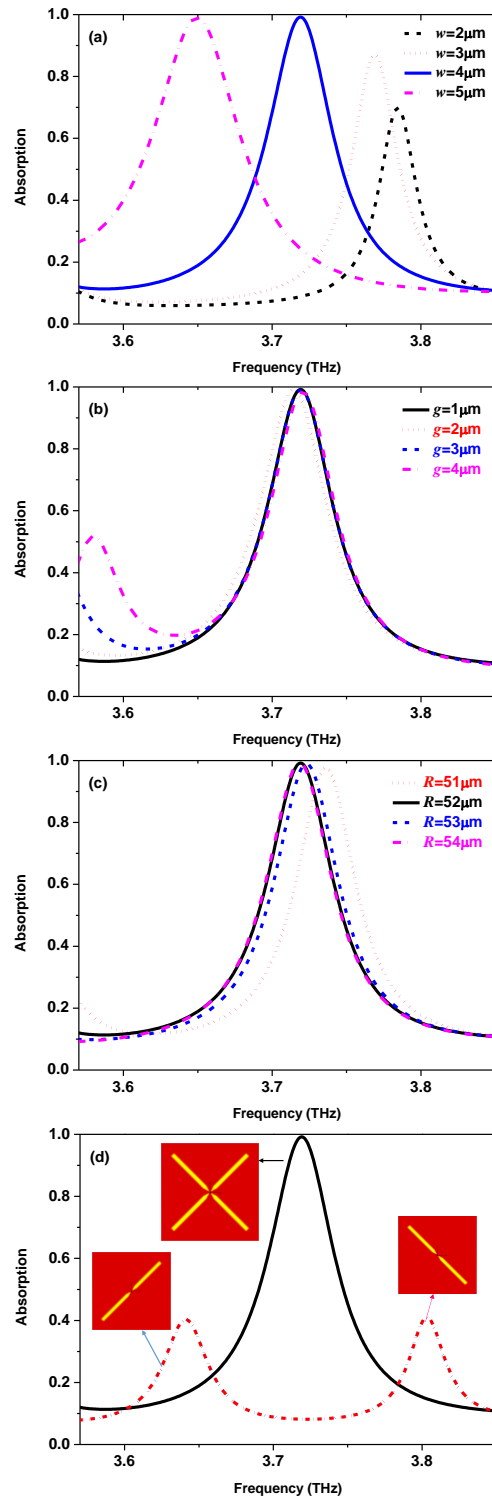 1.0
(a)
w=2μm
w=3μm
w=4μm
w=5μm
0.8
0.6
0.4
0.2
0.0
Absorption
3.6 3.7 3.8
Frequency (THz)
1.0
(b)
g=1μm
g=2μm
g=3μm
g=4μm
0.8
0.6
0.4
0.2
0.0
Absorption
3.6 3.7 3.8
Frequency (THz)
1.0
(c)
R=51μm
R=52μm
R=53μm
R=54μm
0.8
0.6
0.4
0.2
0.0
Absorption
3.6 3.7 3.8
Frequency (THz)
1.0
(d)
0.8
0.6
0.4
0.2
0.0
Absorption
3.6 3.7 3.8
Frequency (THz)